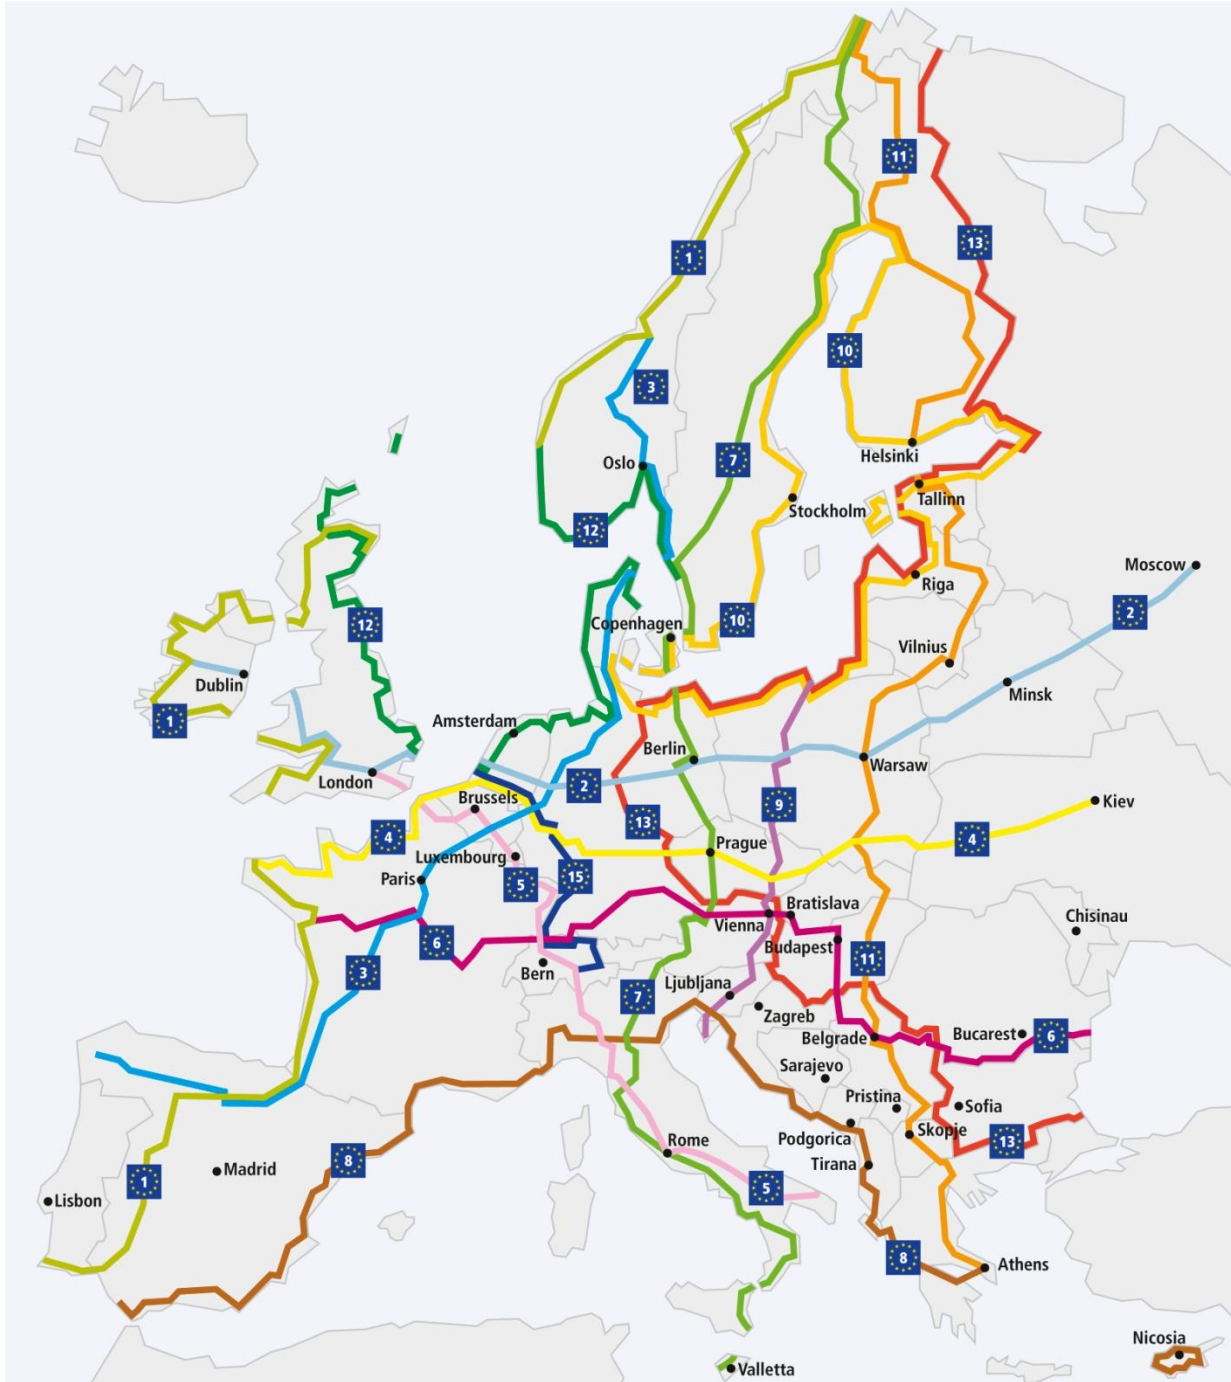 11
13
1
10
3
Helsinki
Oslo
7
Tallinn
Stockholm
12
Moscow
Riga
2
10
12
Copenhagen
Vilnius
Dublin
Minsk
1
Amsterdam
Berlin
Warsaw
London
2
Brussels
9
Kiev
13
4
4
Prague
Luxembourg
Paris
5
15
Bratislava
Chisinau
Vienna
6
Budapest
11
3
Bern
Ljubljana
7
Zagreb
Belgrade
Bucarest
6
Sarajevo
Pristina
Sofia
Skopje
Podgorica
13
Rome
8
Tirana
Madrid
1
5
Lisbon
8
Athens
Nicosia
Valletta